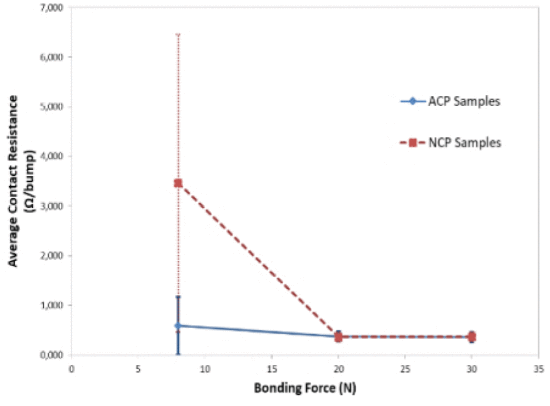 7,000
6,000
5,000
4,000
3,000
2,000
1,000
0,000
Average Contact Resistance
(Ω/bump)
ACP Samples
NCP Samples
0 5 10 15 20 25 30 35
Bonding Force (N)